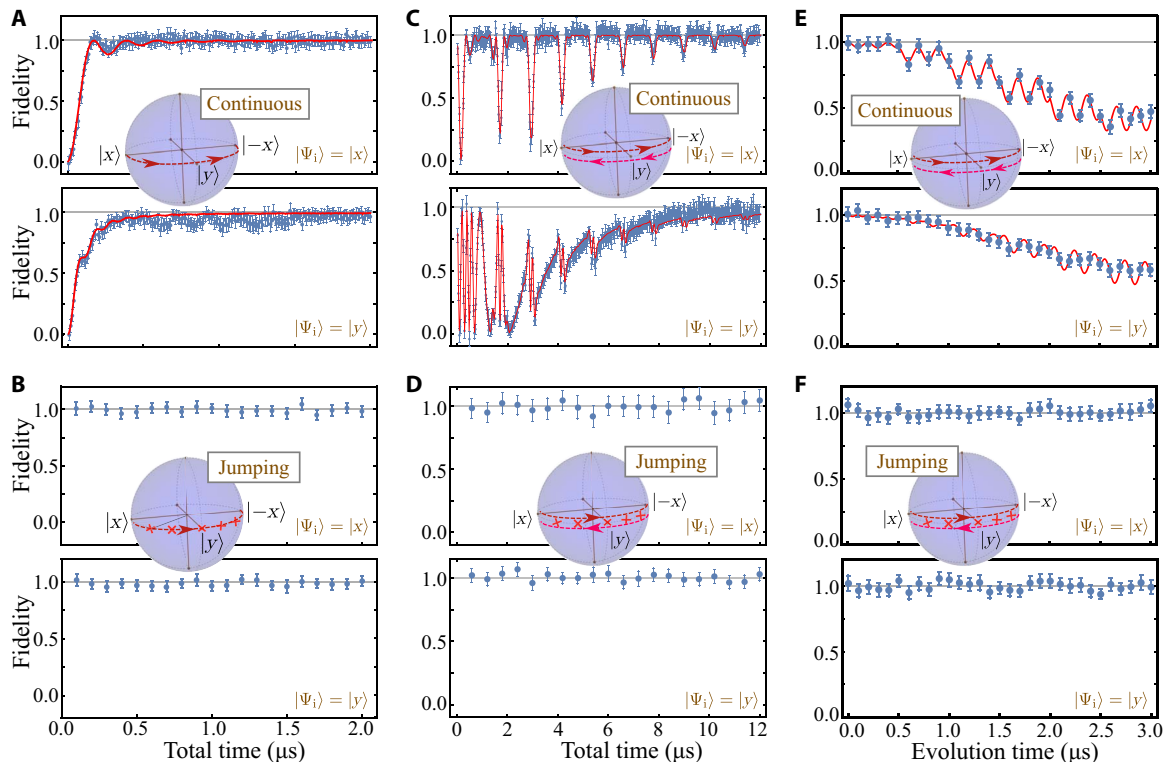 A
Fidelity
1.0
0.5
0.0
Continuous
|x⟩
|−x⟩
|y⟩
|Ψi⟩ = |x⟩
Fidelity
1.0
0.5
0.0
|Ψi⟩ = |y⟩
B
Fidelity
1.0
0.5
0.0
Jumping
|x⟩
|−x⟩
|y⟩
|Ψi⟩ = |x⟩
Fidelity
1.0
0.5
0.0
|Ψi⟩ = |y⟩
0.0 0.5 1.0 1.5 2.0
Total time (μs)
C
1.0
0.5
0.0
Continuous
|x⟩
|−x⟩
|y⟩
|Ψi⟩ = |x⟩
1.0
0.5
0.0
|Ψi⟩ = |y⟩
D
1.0
0.5
0.0
Jumping
|x⟩
|−x⟩
|y⟩
|Ψi⟩ = |x⟩
1.0
0.5
0.0
|Ψi⟩ = |y⟩
0 2 4 6 8 10 12
Total time (μs)
E
1.0
0.5
0.0
Continuous
|x⟩
|−x⟩
|y⟩
|Ψi⟩ = |x⟩
1.0
0.5
0.0
|Ψi⟩ = |y⟩
F
1.0
0.5
0.0
Jumping
|x⟩
|−x⟩
|y⟩
|Ψi⟩ = |x⟩
1.0
0.5
0.0
|Ψi⟩ = |y⟩
0.0 0.5 1.0 1.5 2.0 2.5 3.0
Evolution time (μs)